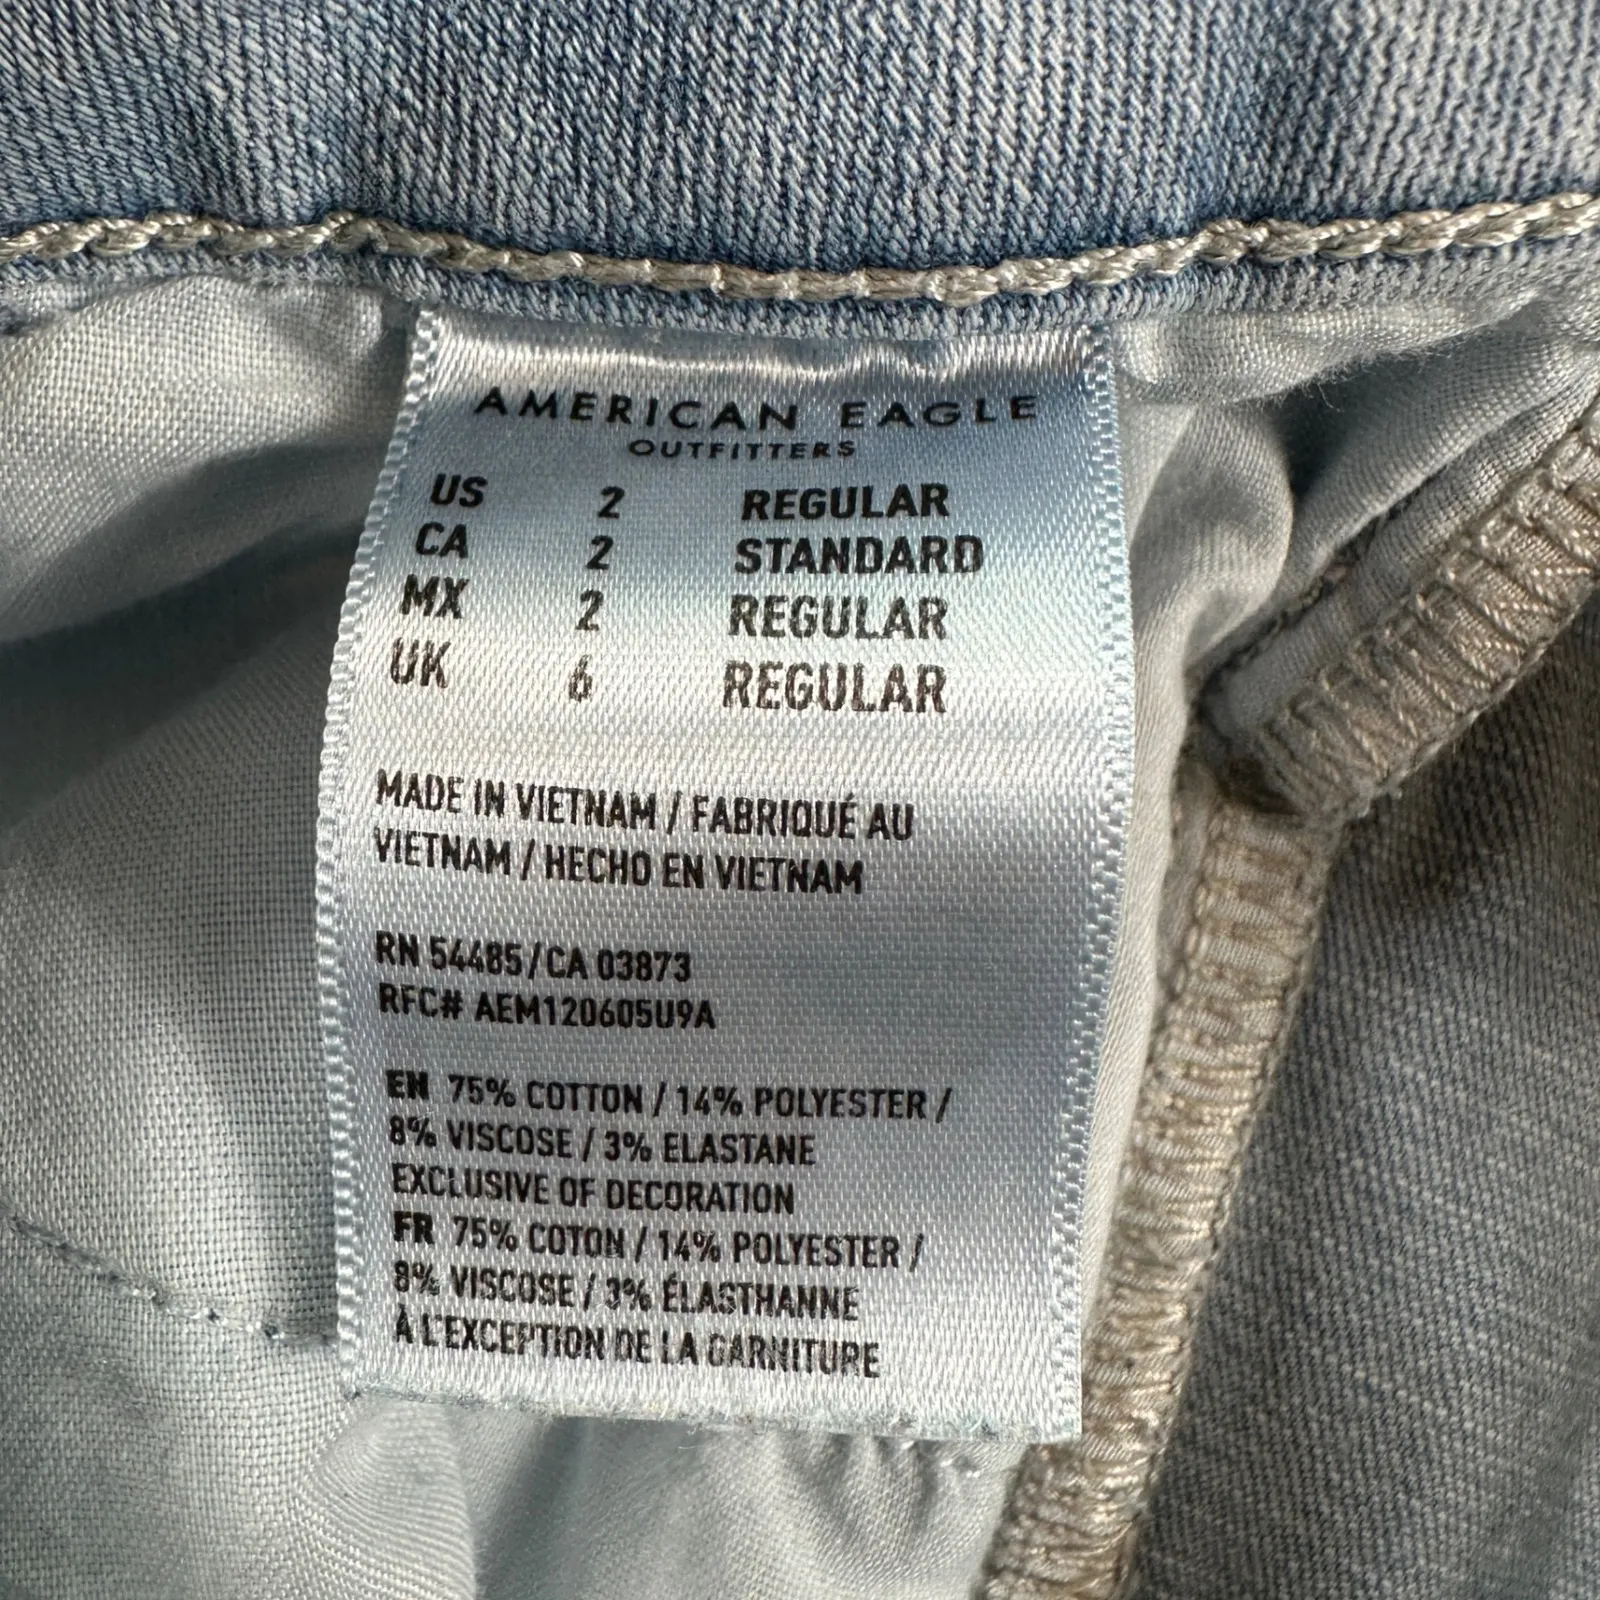 AMERICAN EAGLE
OUTFITTERS
US 2 REGULAR
CA 2 STANDARD
MX 2 REGULAR
UK 6 REGULAR
MADE IN VIETNAM / FABRIQUÉ AU
VIETNAM / HECHO EN VIETNAM
RN 54485/CA 03873
RFC# AEM120605U9A
EN 75% COTTON / 14% POLYESTER /
8% VISCOSE / 3% ELASTANE
EXCLUSIVE OF DECORATION
FR 75% COTON / 14% POLYESTER /
8% VISCOSE / 3% ÉLASTHANNE
À L'EXCEPTION DE LA GARNITURE